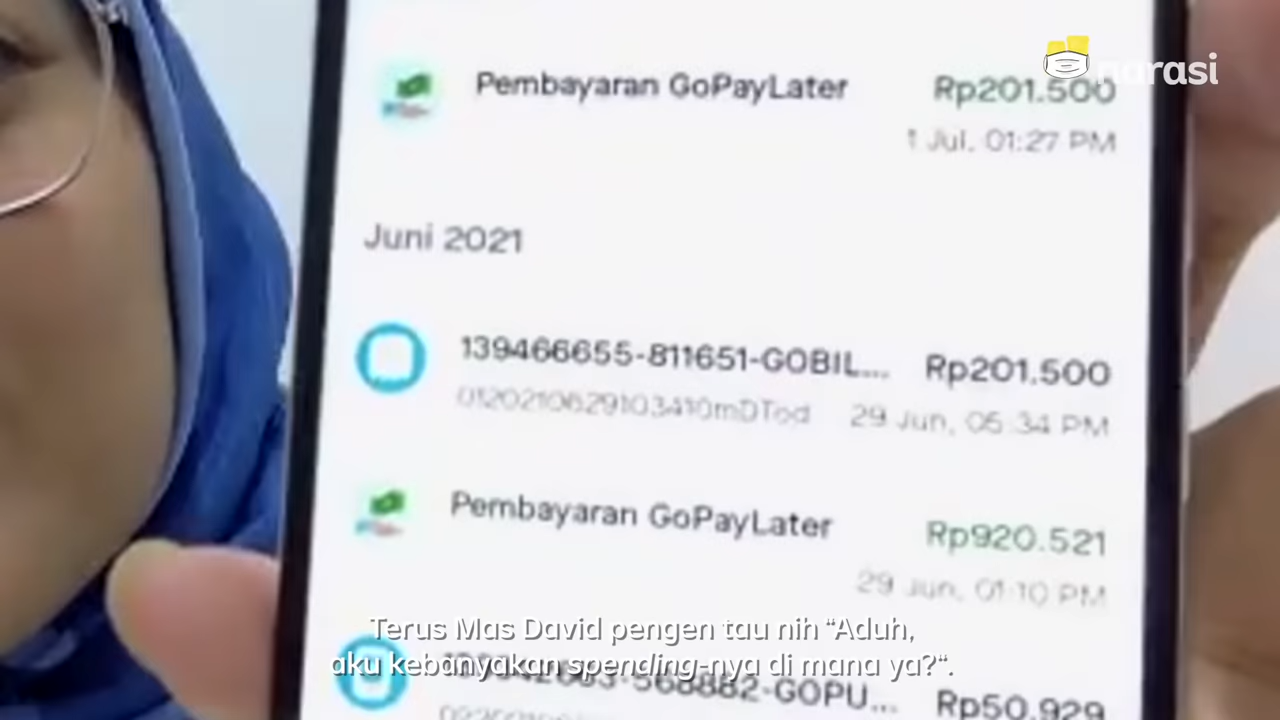 narasi
Pembayaran GoPayLater Rp201.500
1 Jul, 01:27 PM
Juni 2021
139466655-811651-GOBIL... Rp201.500
29 Jun, 05:34 PM
Pembayaran GoPayLater Rp920.521
29 Jun, 01:10 PM
Terus Mas David pengen tau nih "Aduh,
aku kebanyakan spending-nya di mana ya?".
-568882-GOPU... Rp50.929